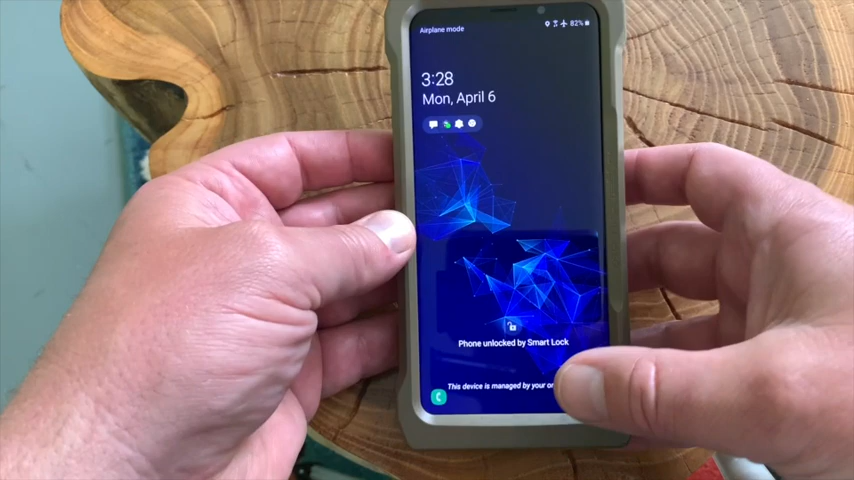 Airplane mode
82%
3:28
Mon, April 6
Phone unlocked by Smart Lock
This device is managed by your